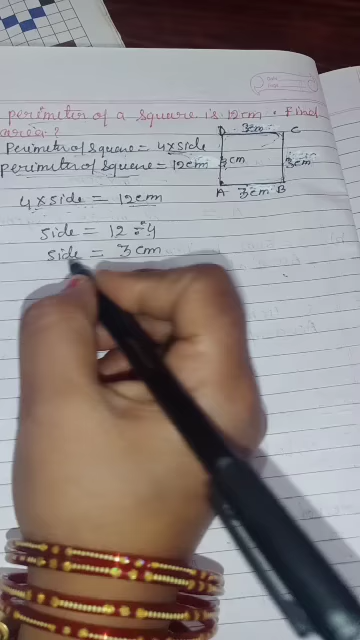 perimeter of a square is 12cm. Find
area?
Perimeter of square = 4×side
perimeter of square = 12cm
4×side = 12cm
side = 12÷4
side = 3cm
D 3cm C
3cm 3cm
A 3cm B